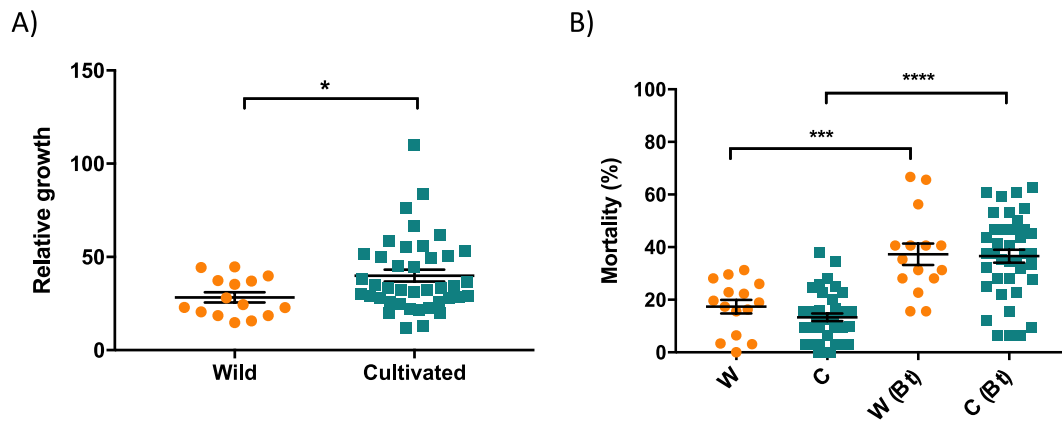 A)
B)
150
100
50
0
Relative growth
*
Wild
Cultivated
100
80
60
40
20
0
Mortality (%)
****
***
W
C
W (Bt)
C (Bt)